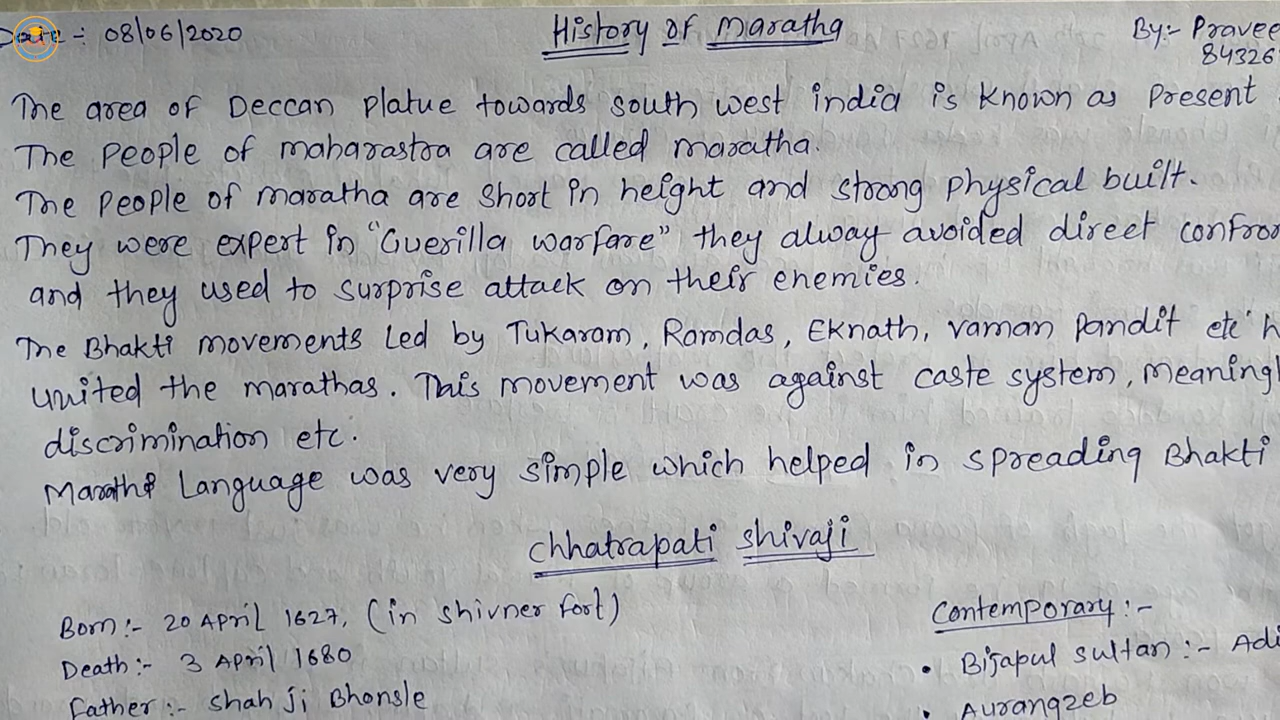 Date :- 08/06/2020
History of Maratha
By:- Pravee
84326
The area of Deccan Platue towards south west india is known as Present
The People of maharastra are called maratha.
The People of maratha are short in height and strong physical built.
They were expert in "Guerilla warfare" they alway avoided direct confron
and they used to surprise attack on their enemies.
The Bhakti movements Led by Tukaram, Ramdas, Eknath, vaman Pandit etc h
united the marathas. This movement was against caste system, meaningl
discrimination etc.
Marathi Language was very simple which helped in spreading Bhakti
chhatrapati shivaji
Born:- 20 April 1627, (in shivner fort)
Death:- 3 April 1680
Father:- shah ji Bhonsle
Contemporary:-
• Bijapul sultan:- Adi
• Aurangzeb